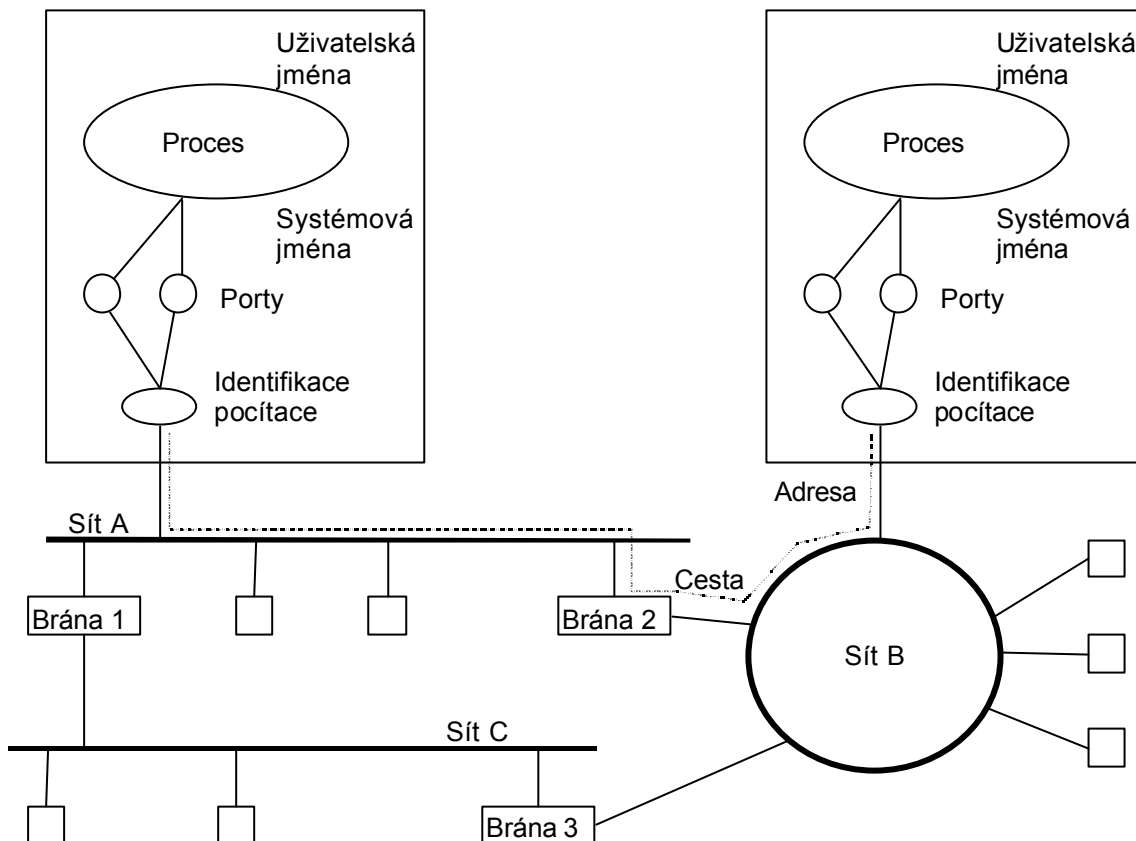 Uživatelská
jména
Proces
Systémová
jména
Porty
Identifikace
pocítace
Uživatelská
jména
Proces
Systémová
jména
Porty
Identifikace
pocítace
Adresa
Sít A
Cesta
Brána 1
Brána 2
Sít B
Sít C
Brána 3